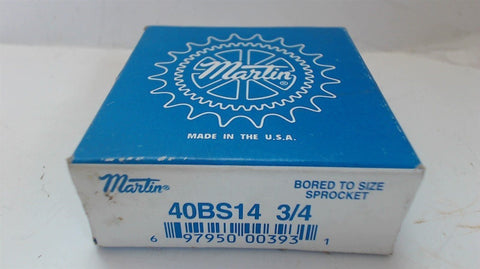 Martin®
MADE IN THE U.S.A.
Martin®
BORED TO SIZE
SPROCKET
40BS14 3/4
6 97950 00393 1